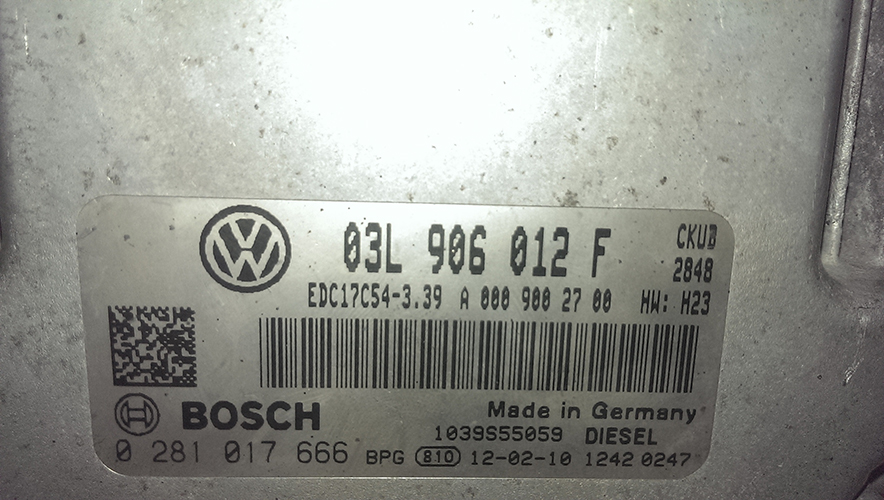 03L 906 012 F
CKUB
2848
EDC17C54-3.39 A 000 900 27 00 HW: H23
BOSCH
Made in Germany
1039S55059 DIESEL
0 281 017 666 BPG 810 12-02-10 1242 0247